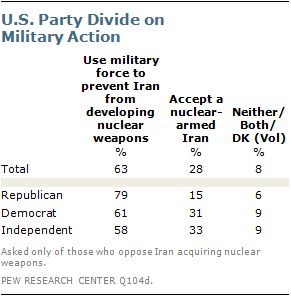 U.S. Party Divide on
Military Action
Use military
force to
prevent Iran
from
developing
nuclear
weapons
Accept a
nuclear-
armed
Iran
Neither/
Both/
DK (Vol)
% % %
Total 63 28 8
Republican 79 15 6
Democrat 61 31 9
Independent 58 33 9
Asked only of those who oppose Iran acquiring nuclear
weapons.
PEW RESEARCH CENTER Q104d.